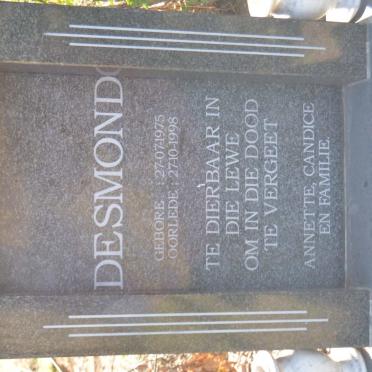 DESMOND
GEBORE : 27-07-1975
OORLEDE : 27-10-1998
TE DIERBAAR IN
DIE LEWE
OM IN DIE DOOD
TE VERGEET
ANNETTE, CANDICE
EN FAMILIE